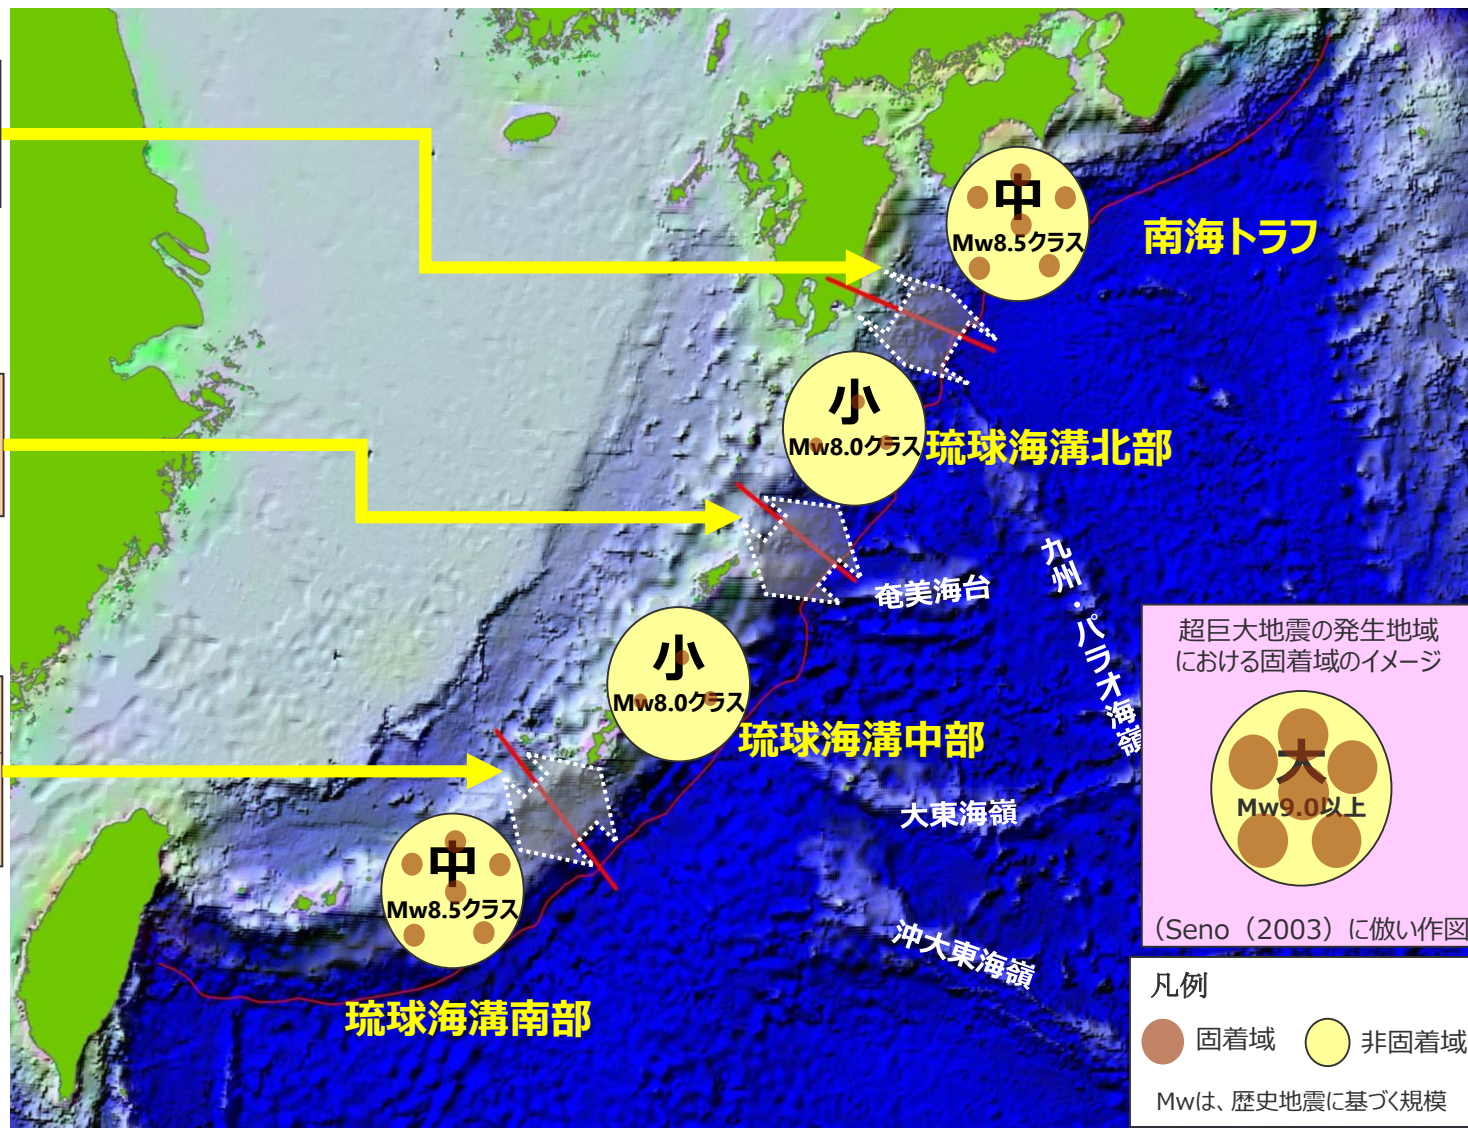 中
Mw8.5クラス
南海トラフ
小
Mw8.0クラス
琉球海溝北部
九州・パラオ海嶺
奄美海台
小
Mw8.0クラス
琉球海溝中部
超巨大地震の発生地域
における固着域のイメージ
大
Mw9.0以上
（Seno（2003）に倣い作図
大東海嶺
中
Mw8.5クラス
沖大東海嶺
琉球海溝南部
凡例
固着域
非固着域
Mwは、歴史地震に基づく規模